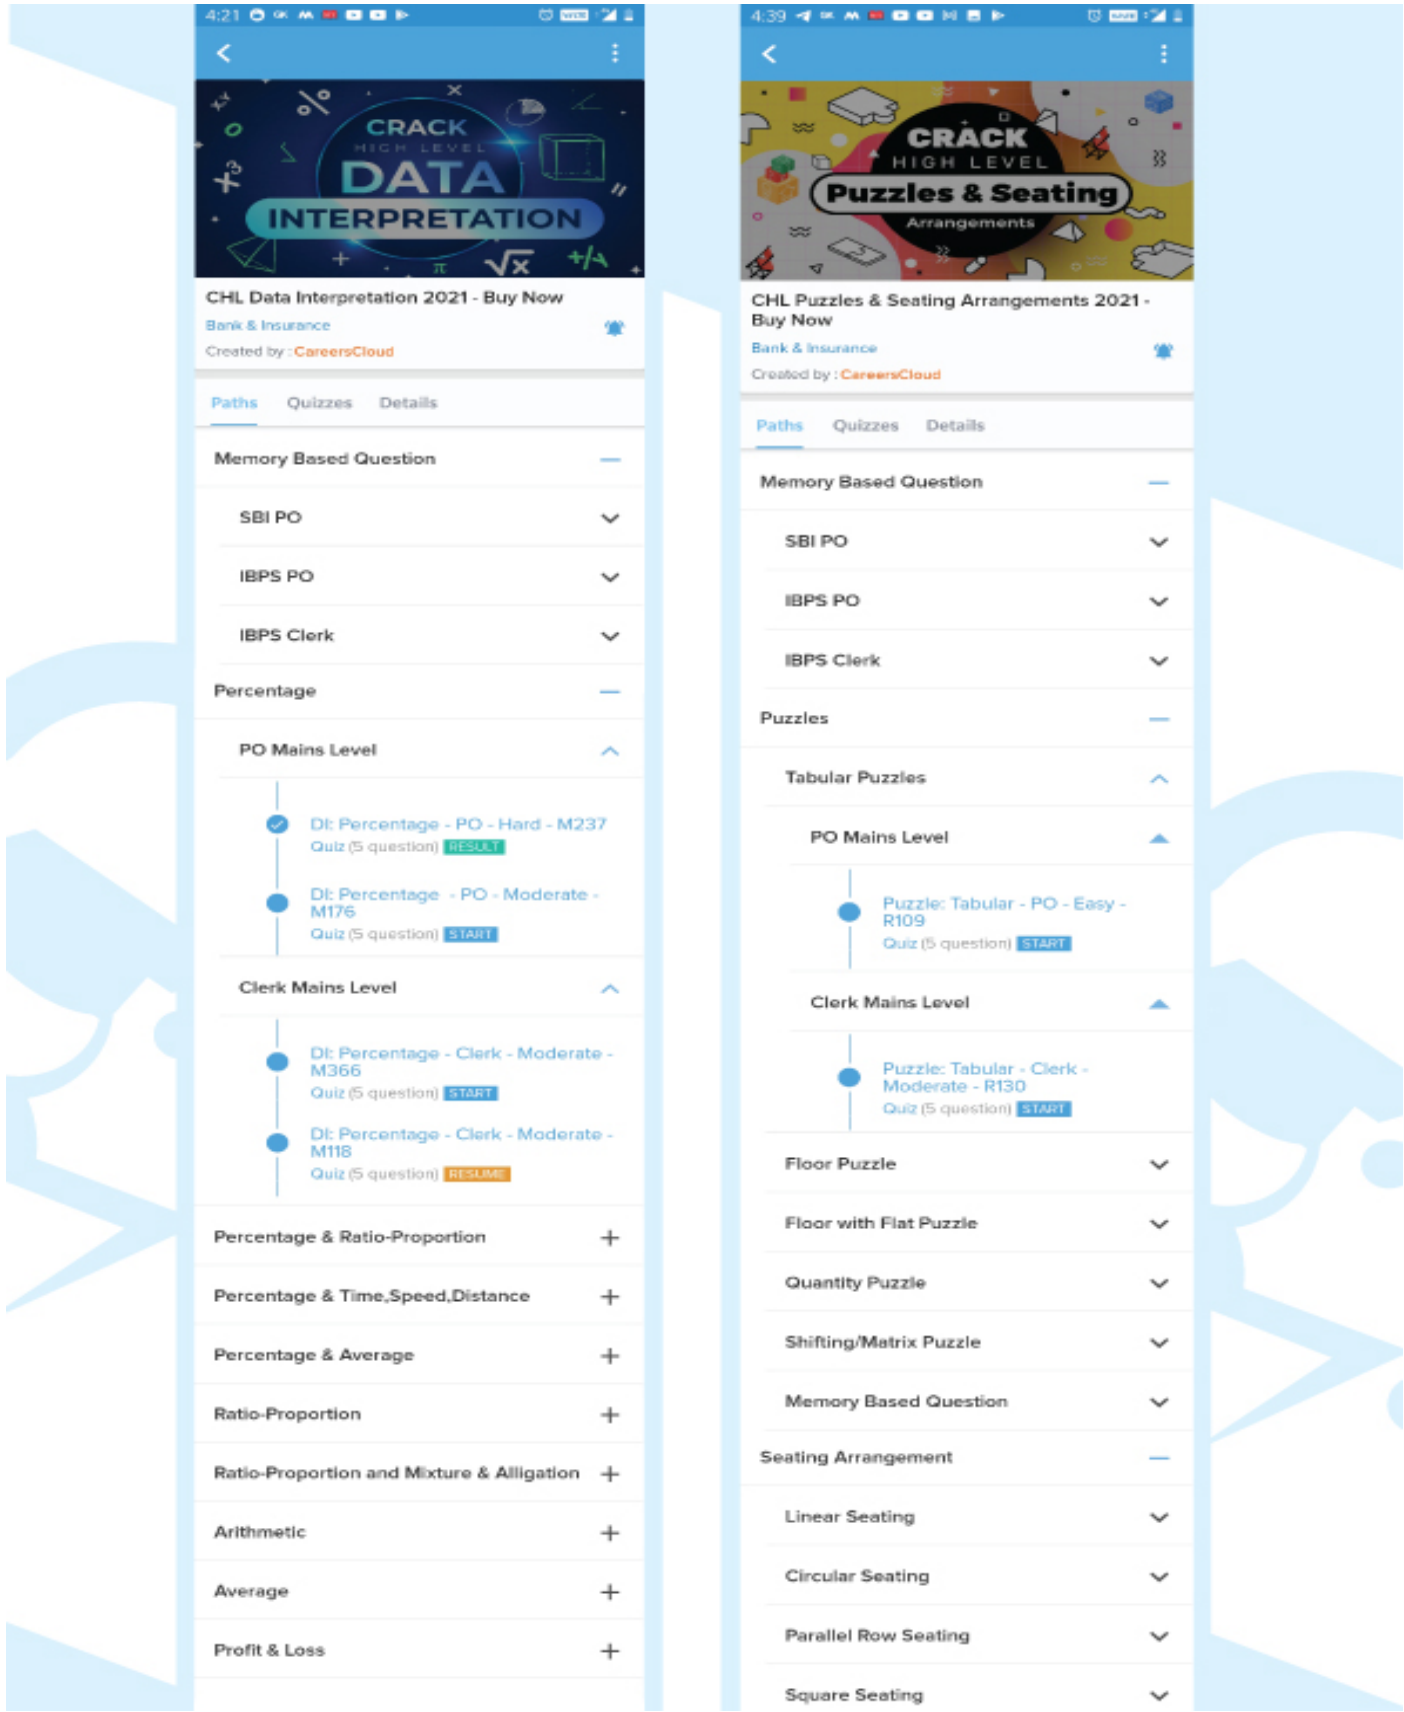 4:21
CRACK
HIGH LEVEL
DATA
INTERPRETATION
CHL Data Interpretation 2021 - Buy Now
Bank & Insurance
Created by : CareersCloud
Paths Quizzes Details
Memory Based Question
SBI PO
IBPS PO
IBPS Clerk
Percentage
PO Mains Level
DI: Percentage - PO - Hard - M237
Quiz (5 question) RESULT
DI: Percentage - PO - Moderate -
M176
Quiz (5 question) START
Clerk Mains Level
DI: Percentage - Clerk - Moderate -
M366
Quiz (5 question) START
DI: Percentage - Clerk - Moderate -
M118
Quiz (5 question) RESUME
Percentage & Ratio-Proportion
Percentage & Time,Speed,Distance
Percentage & Average
Ratio-Proportion
Ratio-Proportion and Mixture & Alligation
Arithmetic
Average
Profit & Loss
4:39
CRACK
HIGH LEVEL
Puzzles & Seating
Arrangements
CHL Puzzles & Seating Arrangements 2021 -
Buy Now
Bank & Insurance
Created by : CareersCloud
Paths Quizzes Details
Memory Based Question
SBI PO
IBPS PO
IBPS Clerk
Puzzles
Tabular Puzzles
PO Mains Level
Puzzle: Tabular - PO - Easy -
R109
Quiz (5 question) START
Clerk Mains Level
Puzzle: Tabular - Clerk -
Moderate - R130
Quiz (5 question) START
Floor Puzzle
Floor with Flat Puzzle
Quantity Puzzle
Shifting/Matrix Puzzle
Memory Based Question
Seating Arrangement
Linear Seating
Circular Seating
Parallel Row Seating
Square Seating